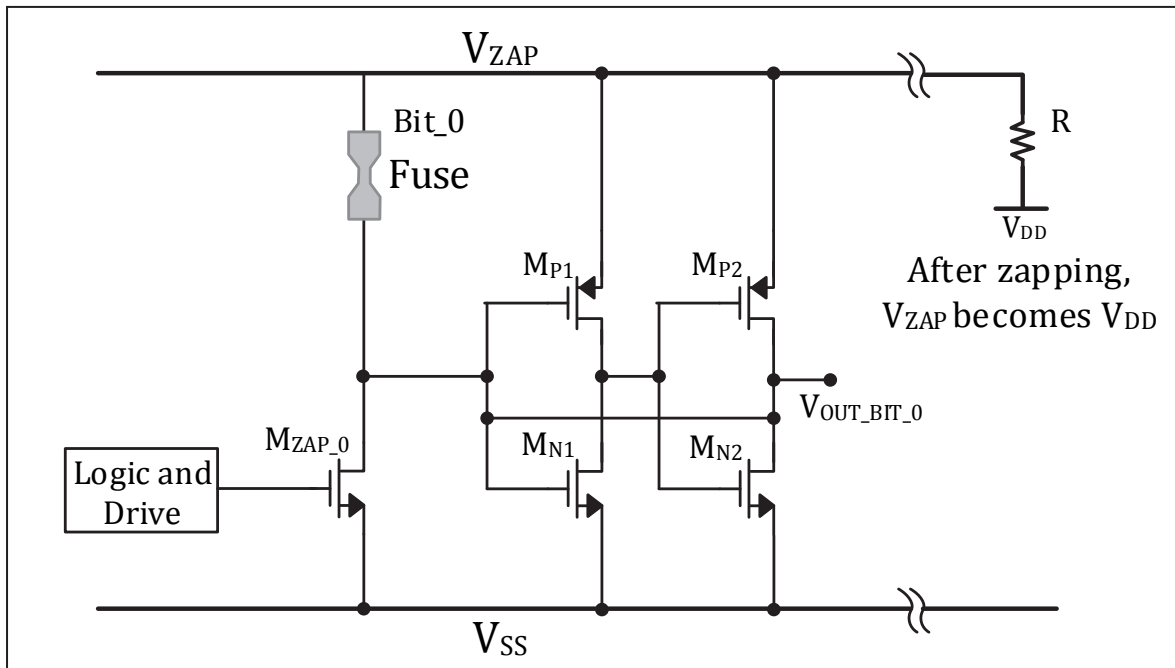 VZAP
Bit_0
Fuse
R
VDD
After zapping,
VZAP becomes VDD
MP1
MP2
VOUT_BIT_0
MZAP_0
MN1
MN2
Logic and
Drive
VSS